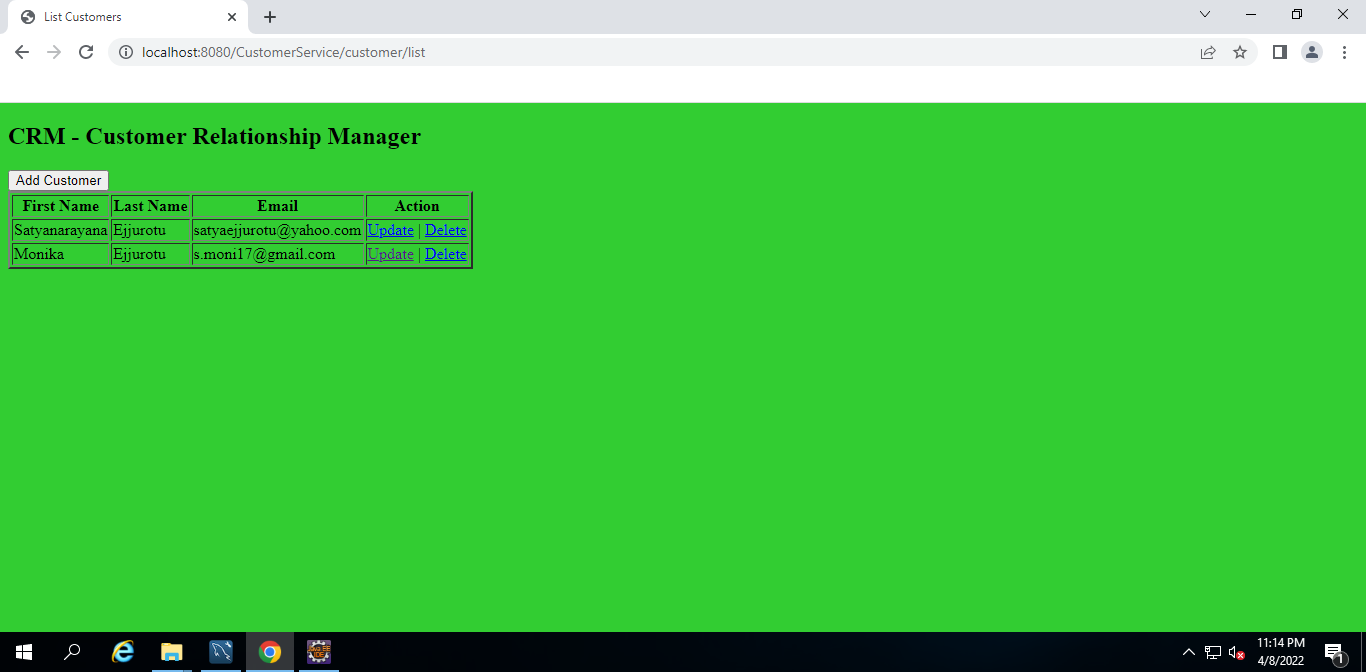 List Customers
localhost:8080/CustomerService/customer/list
CRM - Customer Relationship Manager
Add Customer
First Name Last Name Email Action
Satyanarayana Ejjurotu satyaejjurotu@yahoo.com Update | Delete
Monika Ejjurotu s.moni17@gmail.com Update | Delete
11:14 PM
4/8/2022
1